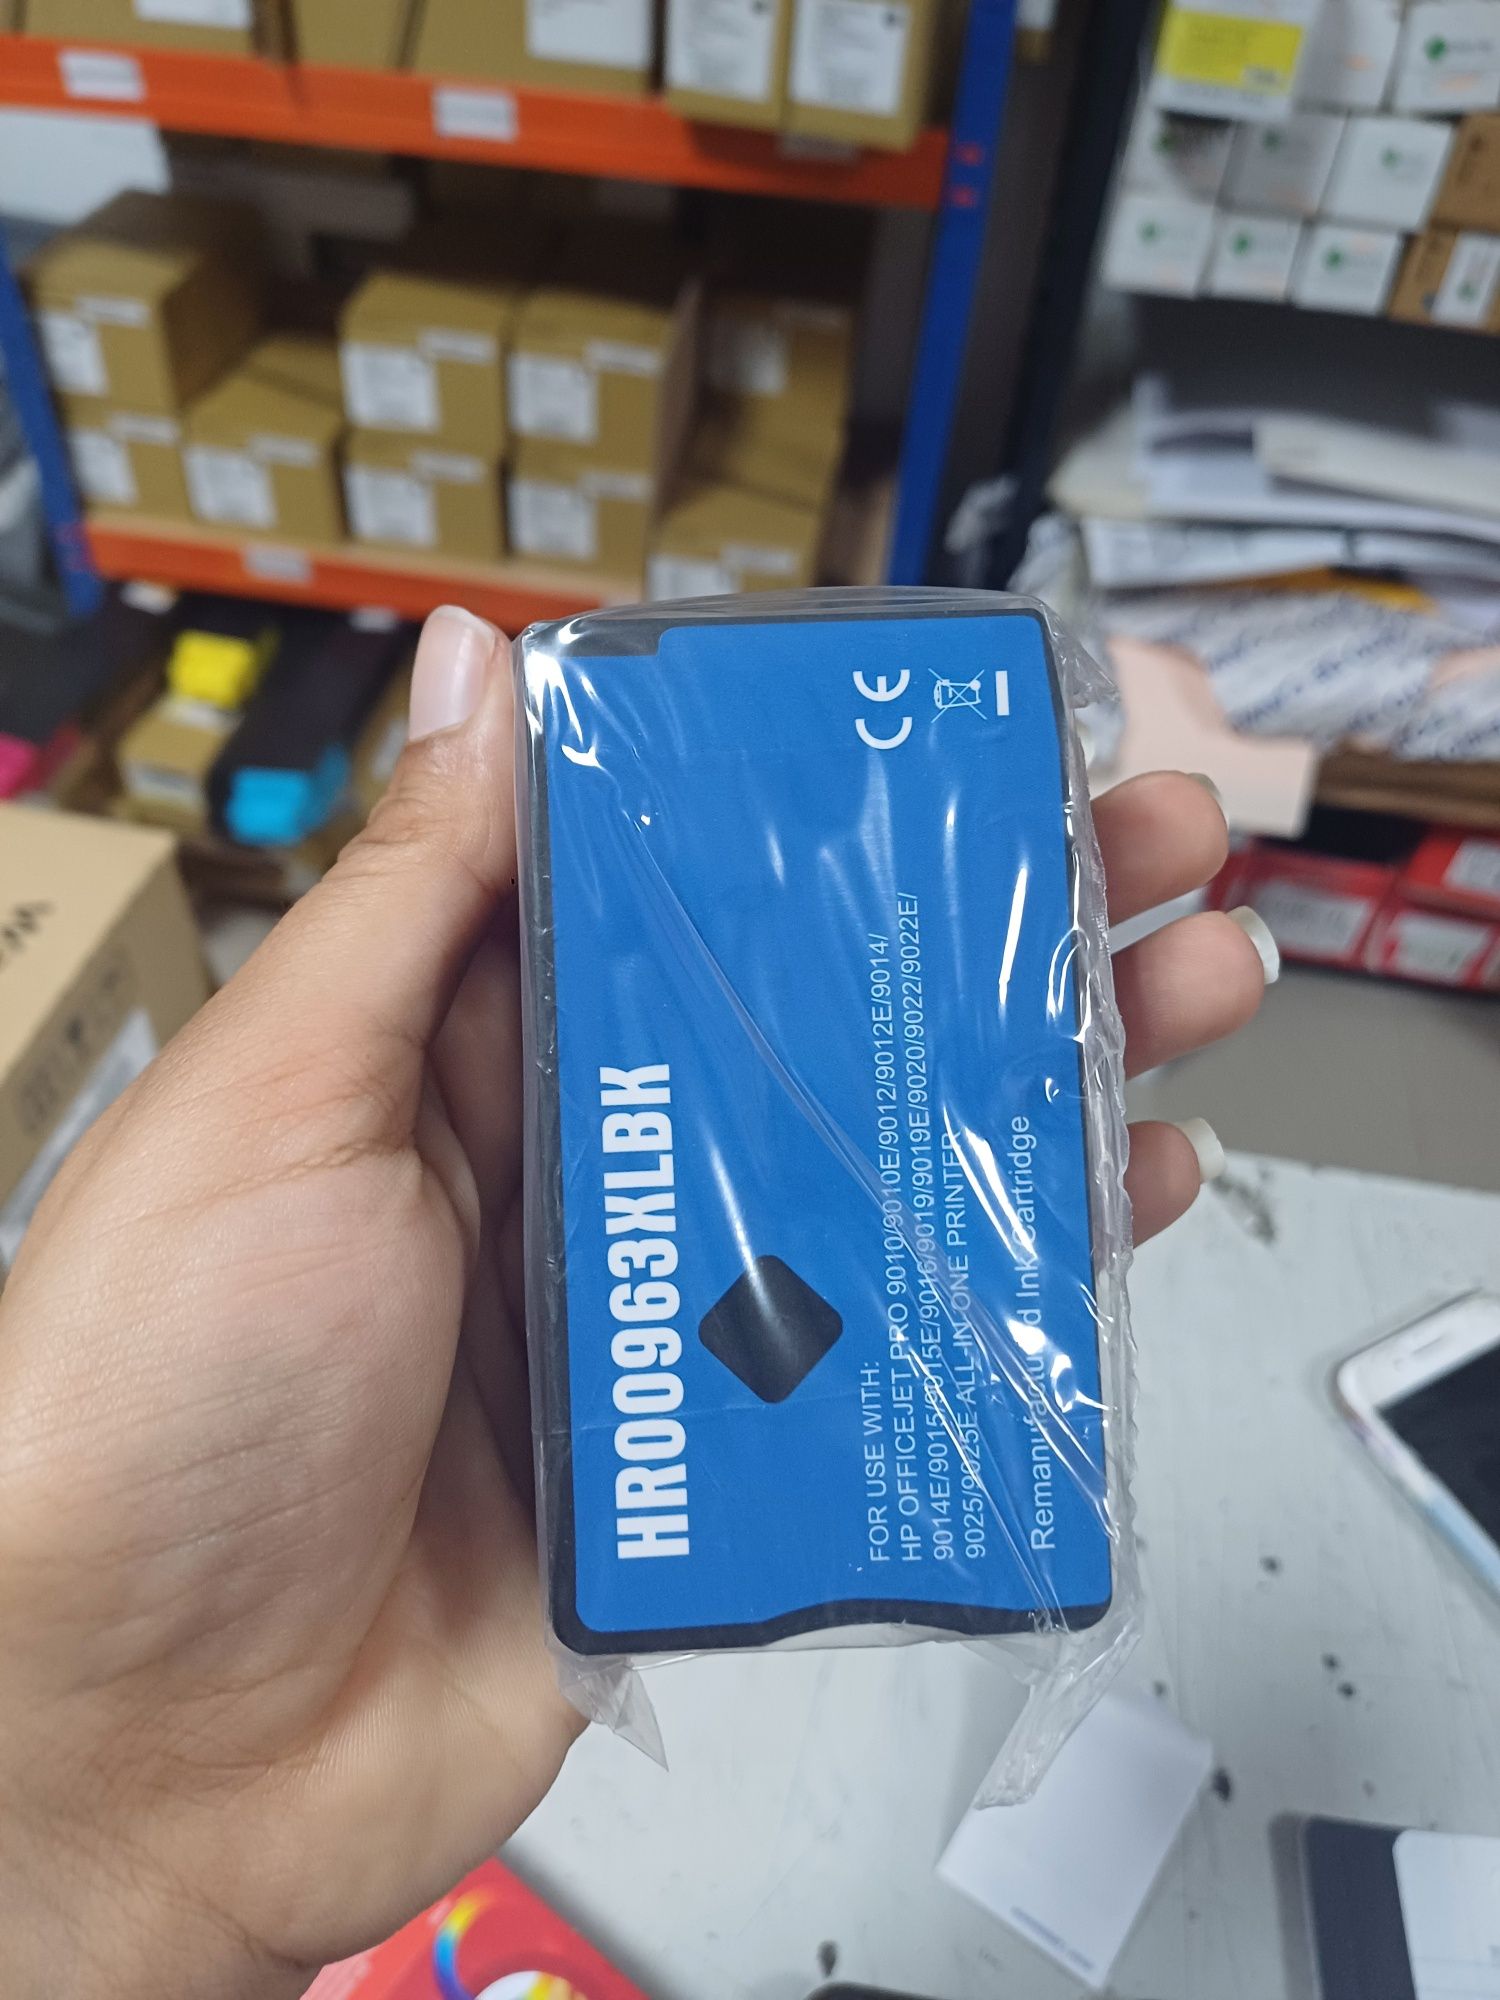 HR00963XLBK
FOR USE WITH:
HP OFFICEJET PRO 9010/9010E/9012/9012E/9014/
9014E/9015/9015E/9016/9019/9019E/9020/9022/9022E/
9025/9025E ALL-IN-ONE PRINTER
Remanufactured Ink Cartridge
CE